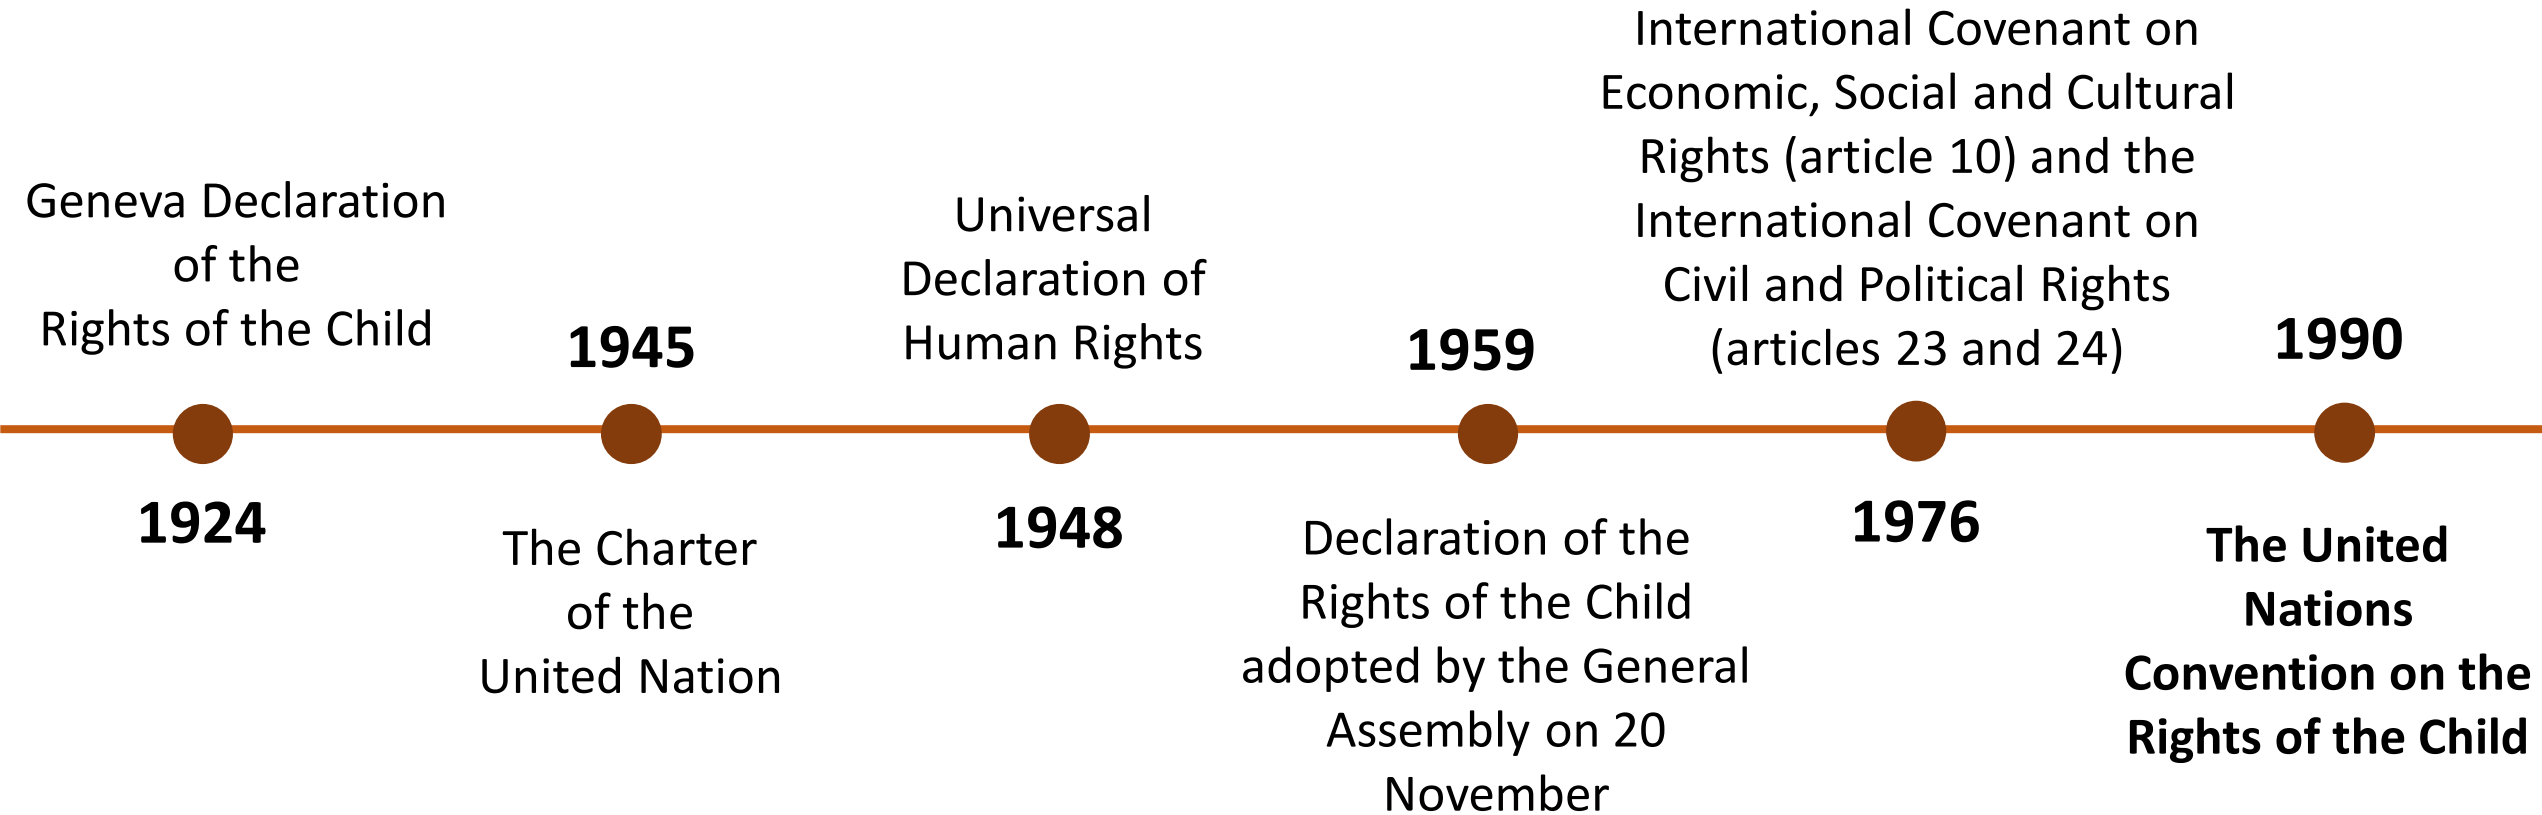 Geneva Declaration
of the
Rights of the Child
1924
1945
The Charter
of the
United Nation
Universal
Declaration of
Human Rights
1948
1959
Declaration of the
Rights of the Child
adopted by the General
Assembly on 20
November
International Covenant on
Economic, Social and Cultural
Rights (article 10) and the
International Covenant on
Civil and Political Rights
(articles 23 and 24)
1976
1990
The United
Nations
Convention on the
Rights of the Child